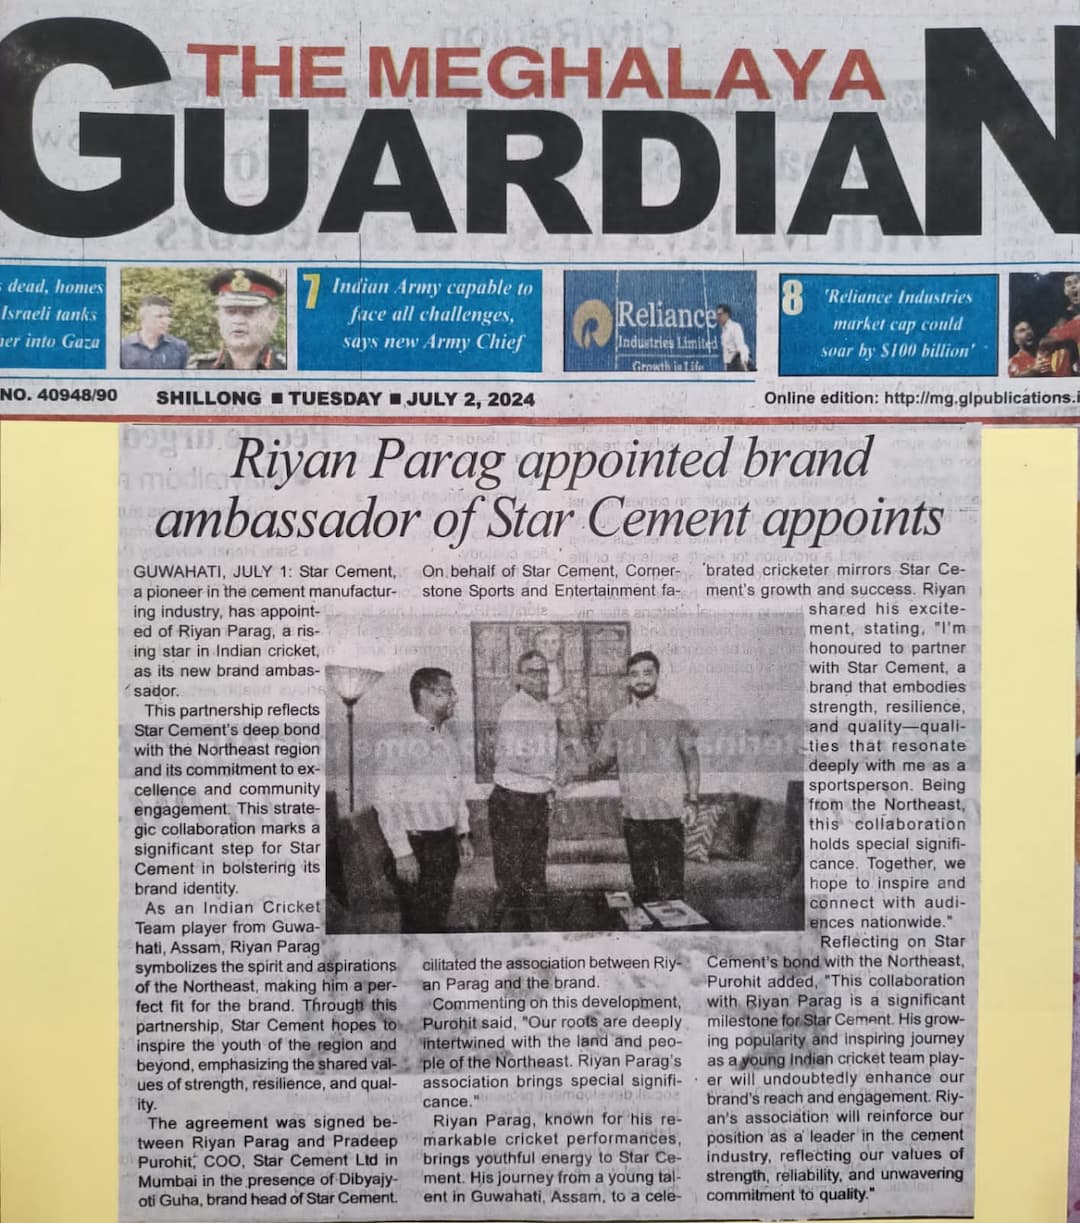 THE MEGHALAYA
GUARDIAN
dead, homes
Israeli tanks
into Gaza
7
Indian Army capable to
face all challenges,
says new Army Chief
Reliance
Industries Limited
Growth is Life
8
'Reliance Industries
market cap could
soar by $100 billion'
NO. 40948/90
SHILLONG ■ TUESDAY ■ JULY 2, 2024
Online edition: http://mg.glpublications.i
Riyan Parag appointed brand
ambassador of Star Cement appoints
GUWAHATI, JULY 1: Star Cement,
a pioneer in the cement manufactur-
ing industry, has appoint-
ed of Riyan Parag, a ris-
ing star in Indian cricket,
as its new brand ambas-
sador.
This partnership reflects
Star Cement's deep bond
with the Northeast region
and its commitment to ex-
cellence and community
engagement. This strate-
gic collaboration marks a
significant step for Star
Cement in bolstering its
brand identity.
As an Indian Cricket
Team player from Guwa-
hati, Assam, Riyan Parag
symbolizes the spirit and aspirations
of the Northeast, making him a per-
fect fit for the brand. Through this
partnership, Star Cement hopes to
inspire the youth of the region and
beyond, emphasizing the shared val-
ues of strength, resilience, and qual-
ity.
The agreement was signed be-
tween Riyan Parag and Pradeep
Purohit, COO, Star Cement Ltd in
Mumbai in the presence of Dibyajy-
oti Guha, brand head of Star Cement.
On behalf of Star Cement, Corner-
stone Sports and Entertainment fa-
cilitated the association between Riy-
an Parag and the brand.
Commenting on this development,
Purohit said, "Our roots are deeply
intertwined with the land and peo-
ple of the Northeast. Riyan Parag's
association brings special signifi-
cance."
Riyan Parag, known for his re-
markable cricket performances,
brings youthful energy to Star Ce-
ment. His journey from a young tal-
ent in Guwahati, Assam, to a cele-
brated cricketer mirrors Star Ce-
ment's growth and success. Riyan
shared his excite-
ment, stating, "I'm
honoured to partner
with Star Cement, a
brand that embodies
strength, resilience,
and quality—quali-
ties that resonate
deeply with me as a
sportsperson. Being
from the Northeast,
this collaboration
holds special signifi-
cance. Together, we
hope to inspire and
connect with audi-
ences nationwide."
Reflecting on Star
Cement's bond with the Northeast,
Purohit added, "This collaboration
with Riyan Parag is a significant
milestone for Star Cement. His grow-
ing popularity and inspiring journey
as a young Indian cricket team play-
er will undoubtedly enhance our
brand's reach and engagement. Riy-
an's association will reinforce our
position as a leader in the cement
industry, reflecting our values of
strength, reliability, and unwavering
commitment to quality."